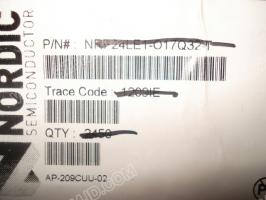 NORDIC
SEMICONDUCTOR
P/N#: NRF24LE1-O17Q32-T
Trace Code 1209IE
QTY: 2450
AP-209CUU-02